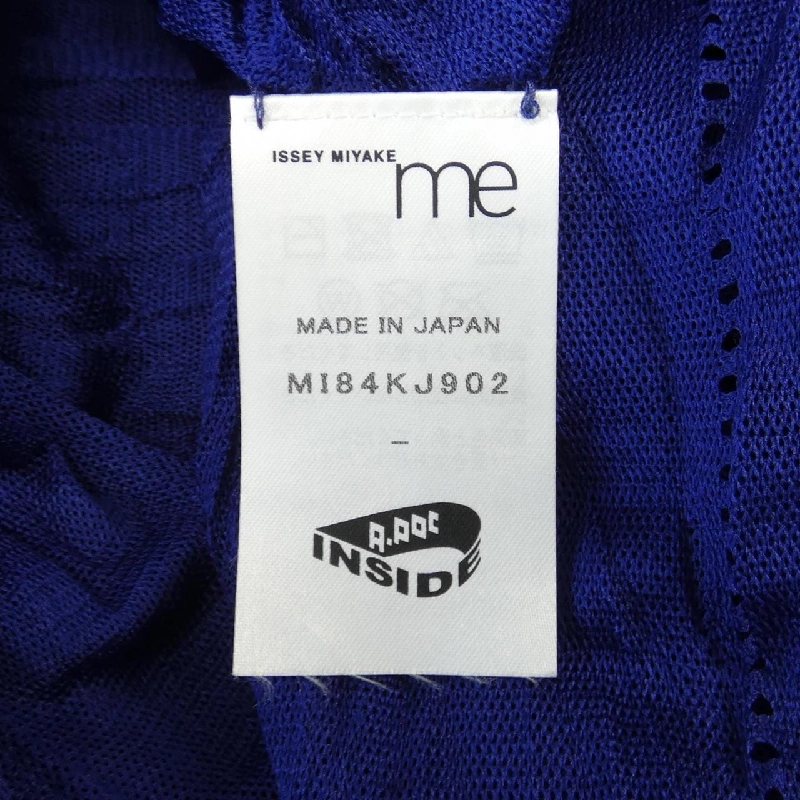 ISSEY MIYAKE me
MADE IN JAPAN
MI84KJ902
–
A-POC
INSIDE